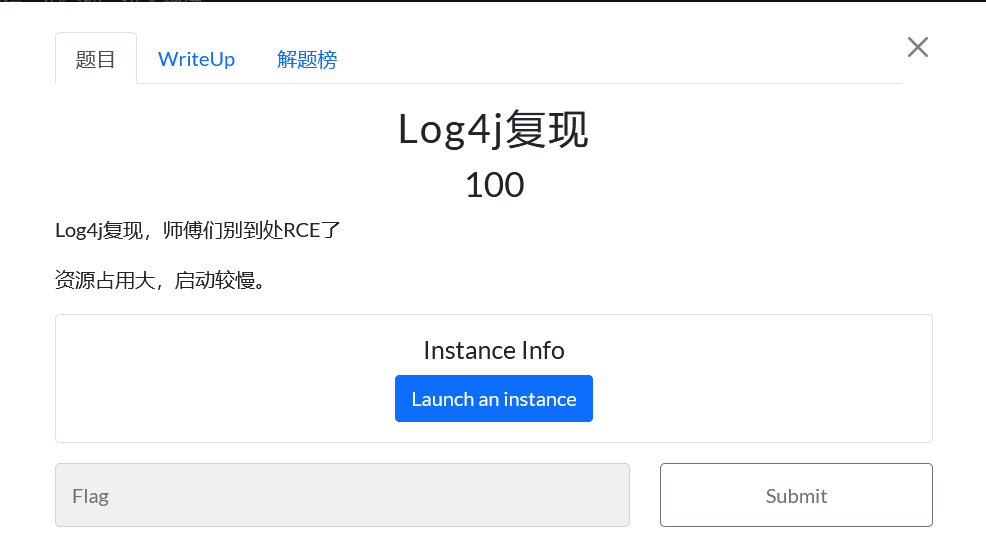 题目 WriteUp 解题榜
Log4j复现
100
Log4j复现，师傅们别到处RCE了
资源占用大，启动较慢。
Instance Info
Launch an instance
Flag Submit